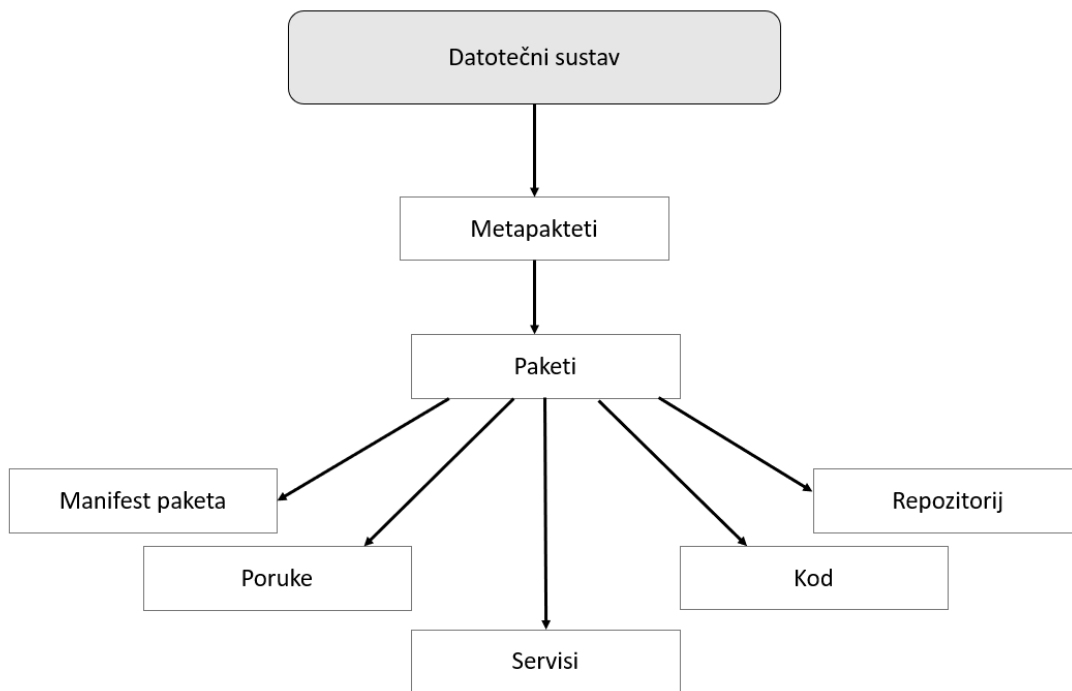 Datotečni sustav
Metapakteti
Paketi
Manifest paketa
Repozitorij
Poruke
Kod
Servisi